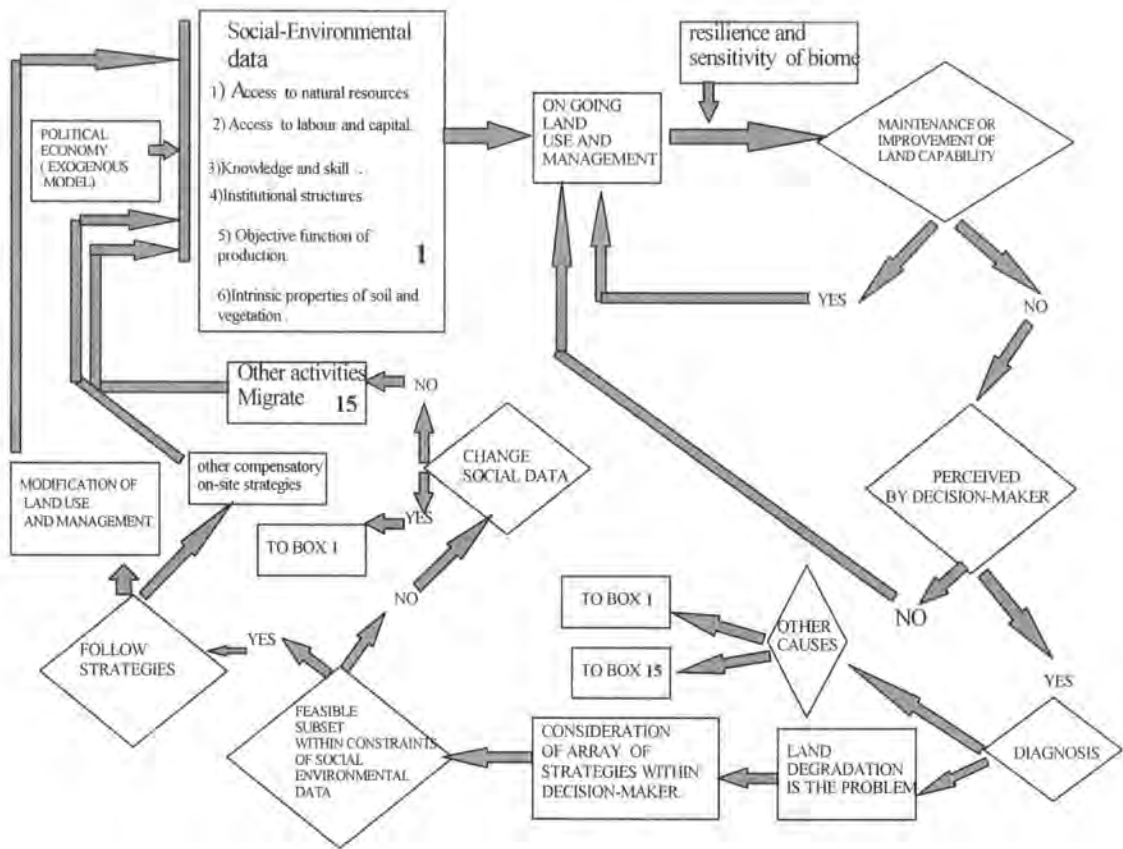 Social-Environmental
data
1) Access to natural resources
2) Access to labour and capital.
3)Knowledge and skill .
4)Institutional structures
5) Objective function of
production
1
6)Intrinsic properties of soil and
vegetation
POLITICAL
ECONOMY
( EXOGENOUS
MODEL)
resilience and
sensitivity of biome
ON GOING
LAND
USE AND
MANAGEMENT
MAINTENANCE OR
IMPROVEMENT OF
LAND CAPABILITY
YES
NO
Other activities
Migrate
15
NO
CHANGE
SOCIAL DATA
YES
TO BOX 1
MODIFICATION OF
LAND USE
AND MANAGEMENT
other compensatory
on-site strategies
PERCEIVED
BY DECISION-MAKER
NO
YES
NO
YES
FOLLOW
STRATEGIES
TO BOX 1
TO BOX 15
OTHER
CAUSES
FEASIBLE
SUBSET
WITHIN CONSTRAINTS
OF SOCIAL
ENVIRONMENTAL
DATA
CONSIDERATION
OF ARRAY OF
STRATEGIES WITHIN
DECISION-MAKER.
LAND
DEGRADATION
IS THE PROBLEM
DIAGNOSIS